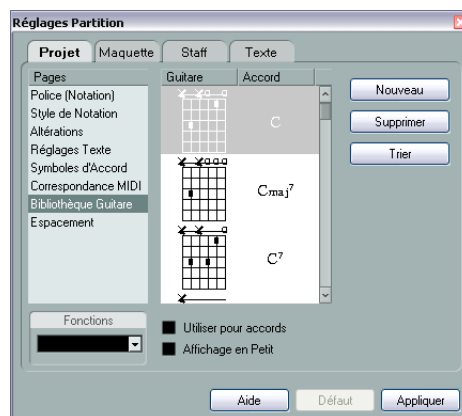 Réglages Partition
Projet Maquette Staff Texte
Pages Guitare Accord
Police (Notation)
Style de Notation
Altérations
Réglages Texte
Symboles d'Accord
Correspondance MIDI
Bibliothèque Guitare
Espacement
C
Cmaj7
C7
Nouveau
Supprimer
Trier
Fonctions
Utiliser pour accords
Affichage en Petit
Aide Défaut Appliquer